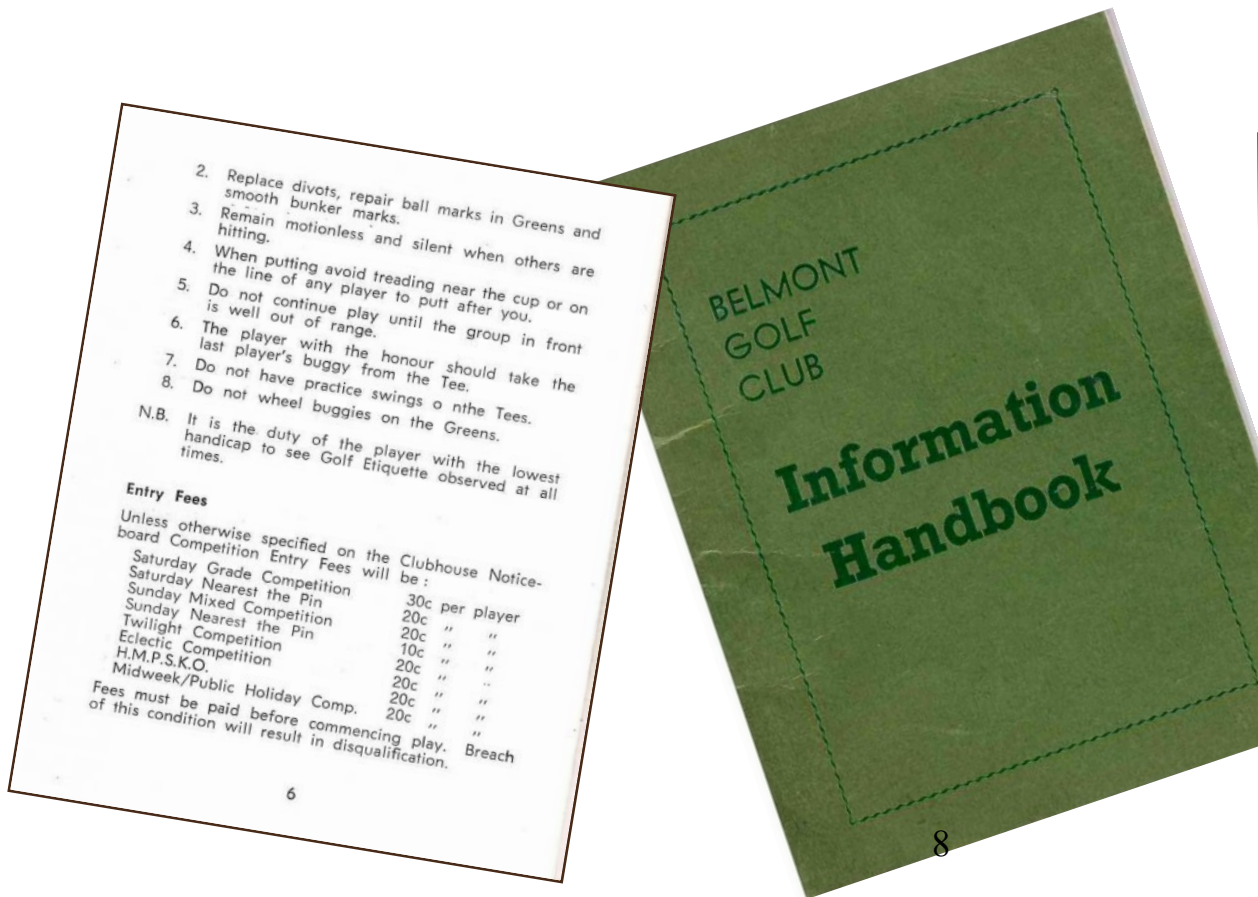 2. Replace divots, repair ball marks in Greens and
smooth bunker marks.
3. Remain motionless and silent when others are
hitting.
4. When putting avoid treading near the cup or on
the line of any player to putt after you.
5. Do not continue play until the group in front
is well out of range.
6. The player with the honour should take the
last player's buggy from the Tee.
7. Do not have practice swings o nthe Tees.
8. Do not wheel buggies on the Greens.
N.B. It is the duty of the player with the lowest
handicap to see Golf Etiquette observed at all
times.
Entry Fees
Unless otherwise specified on the Clubhouse Notice-
board Competition Entry Fees will be :
Saturday Grade Competition 30c per player
Saturday Nearest the Pin 20c " "
Sunday Mixed Competition 20c " "
Sunday Nearest the Pin 10c " "
Twilight Competition 20c " "
Eclectic Competition 20c " "
H.M.P.S.K.O. 20c " "
Midweek/Public Holiday Comp. 20c " "
Fees must be paid before commencing play. Breach
of this condition will result in disqualification.
6
BELMONT
GOLF
CLUB
Information
Handbook
8